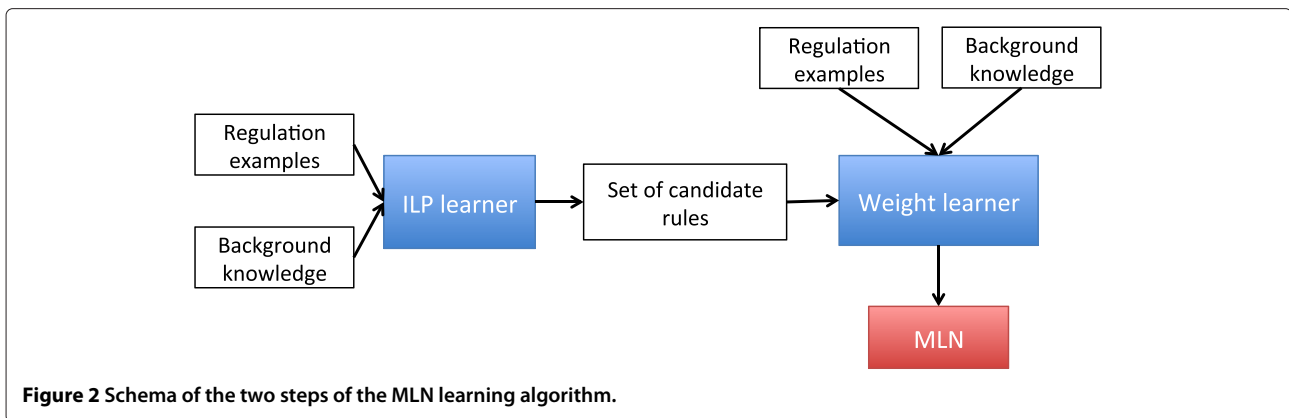 Regulation
examples
Background
knowledge
Regulation
examples
Background
knowledge
ILP learner
Set of candidate
rules
Weight learner
MLN
Figure 2 Schema of the two steps of the MLN learning algorithm.